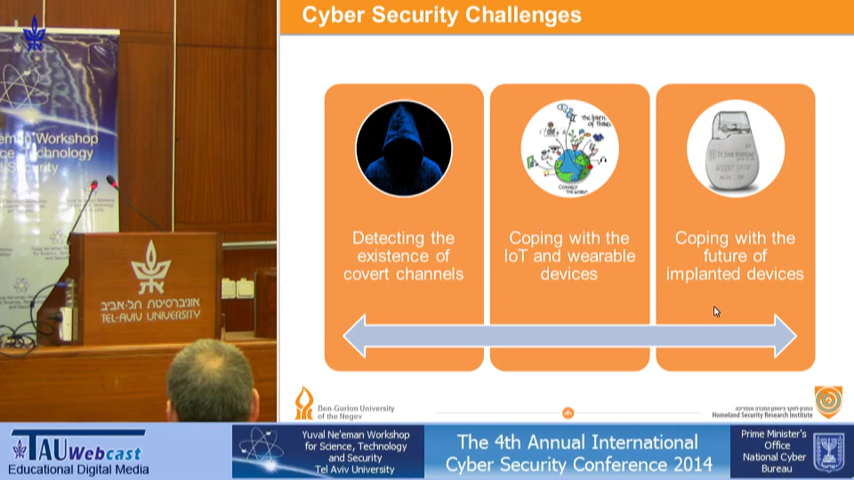 Cyber Security Challenges
Workshop
Technology
Security
אוניברסיטת תל-אביב
TEL-AVIV UNIVERSITY
Detecting the
existence of
covert channels
Coping with the
IoT and wearable
devices
Coping with the
future of
implanted devices
Ben-Gurion University
of the Negev
Homeland Security Research Institute
TAU Webcast
Educational Digital Media
Yuval Ne'eman Workshop
for Science, Technology
and Security
Tel Aviv University
The 4th Annual International
Cyber Security Conference 2014
Prime Minister's
Office
National Cyber
Bureau